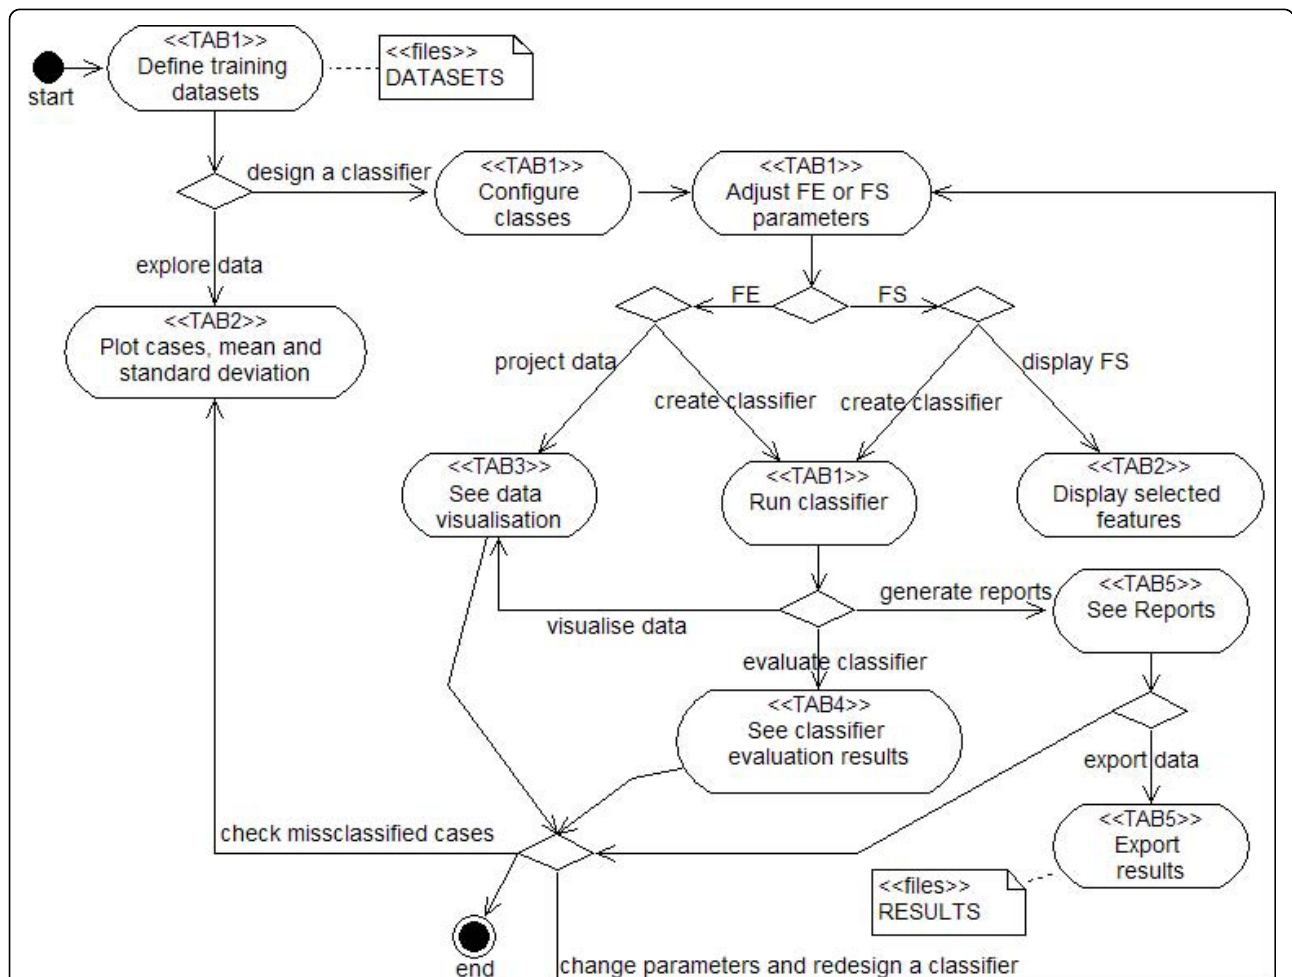 <<TAB1>>
Define training
datasets
<<files>>
DATASETS
start
design a classifier
<<TAB1>>
Configure
classes
<<TAB1>>
Adjust FE or FS
parameters
explore data
FE
FS
<<TAB2>>
Plot cases, mean and
standard deviation
project data
display FS
create classifier
create classifier
<<TAB3>>
See data
visualisation
<<TAB1>>
Run classifier
<<TAB2>>
Display selected
features
generate reports
<<TAB5>>
See Reports
visualise data
evaluate classifier
<<TAB4>>
See classifier
evaluation results
export data
check missclassified cases
<<TAB5>>
Export
results
<<files>>
RESULTS
end
change parameters and redesign a classifier